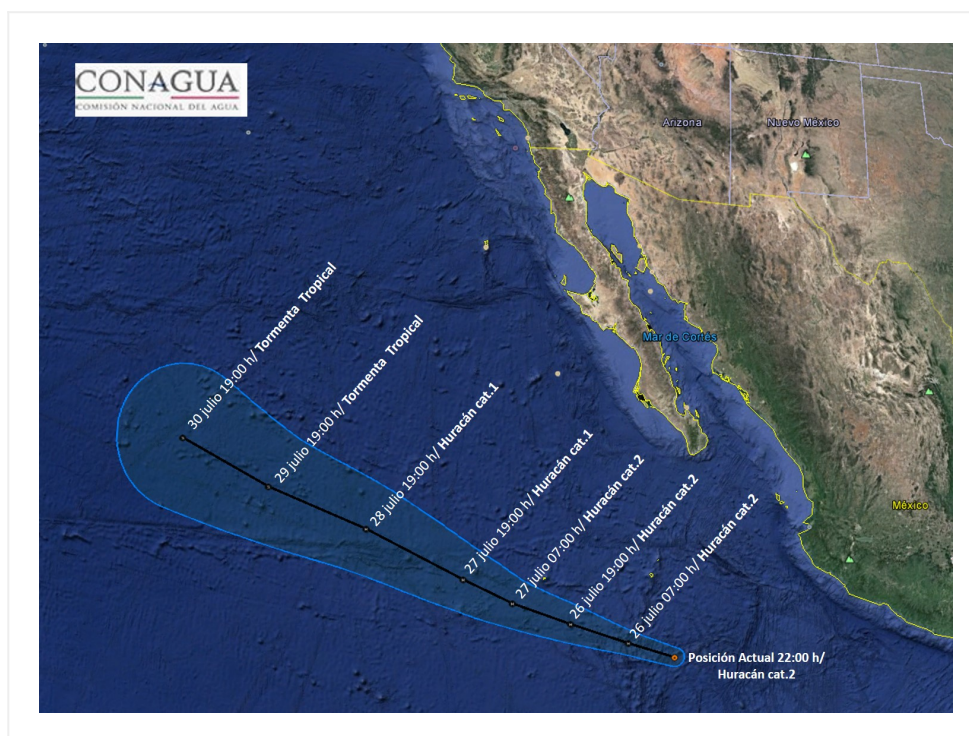 CONAGUA
COMISIÓN NACIONAL DEL AGUA
Arizona
Nuevo México
Mar de Cortés
México
30 julio 19:00 h/ Tormenta Tropical
29 julio 19:00 h/ Tormenta Tropical
28 julio 19:00 h/ Huracán cat.1
27 julio 19:00 h/ Huracán cat.1
27 julio 07:00 h/ Huracán cat.2
26 julio 19:00 h/ Huracán cat.2
26 julio 07:00 h/ Huracán cat.2
Posición Actual 22:00 h/
Huracán cat.2